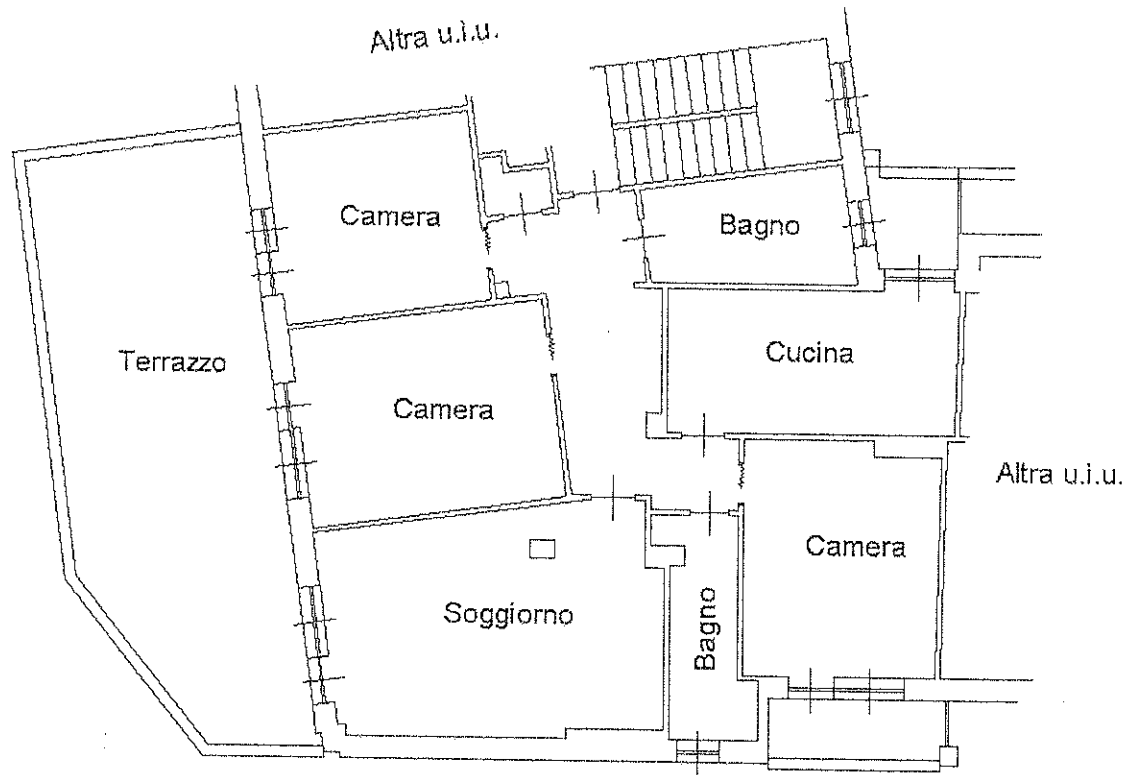 Altra u.i.u.
Camera
Bagno
Terrazzo
Cucina
Camera
Altra u.i.u.
Camera
Soggiorno
Bagno